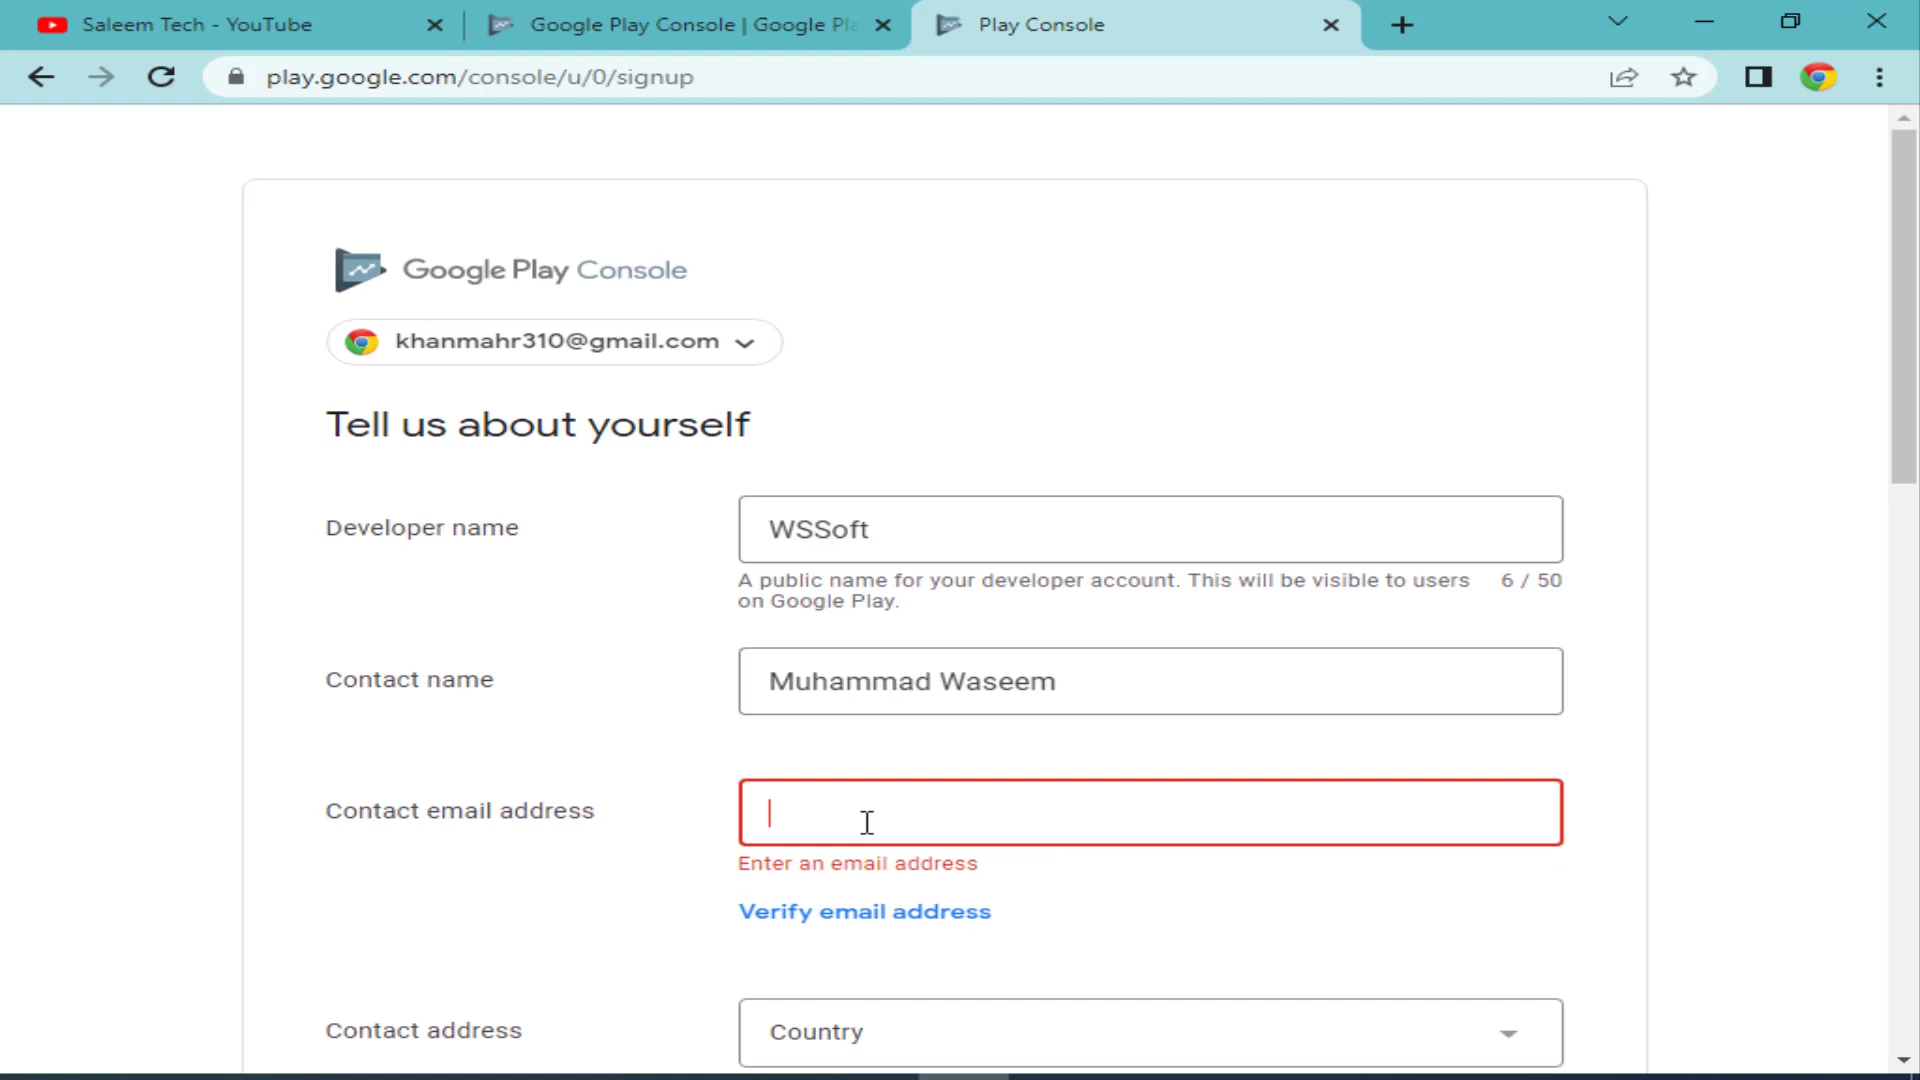 Saleem Tech - YouTube
Google Play Console | Google Pla
Play Console
play.google.com/console/u/0/signup
Google Play Console
khanmahr310@gmail.com
Tell us about yourself
Developer name
WSSoft
A public name for your developer account. This will be visible to users 6 / 50
on Google Play.
Contact name
Muhammad Waseem
Contact email address
Enter an email address
Verify email address
Contact address
Country